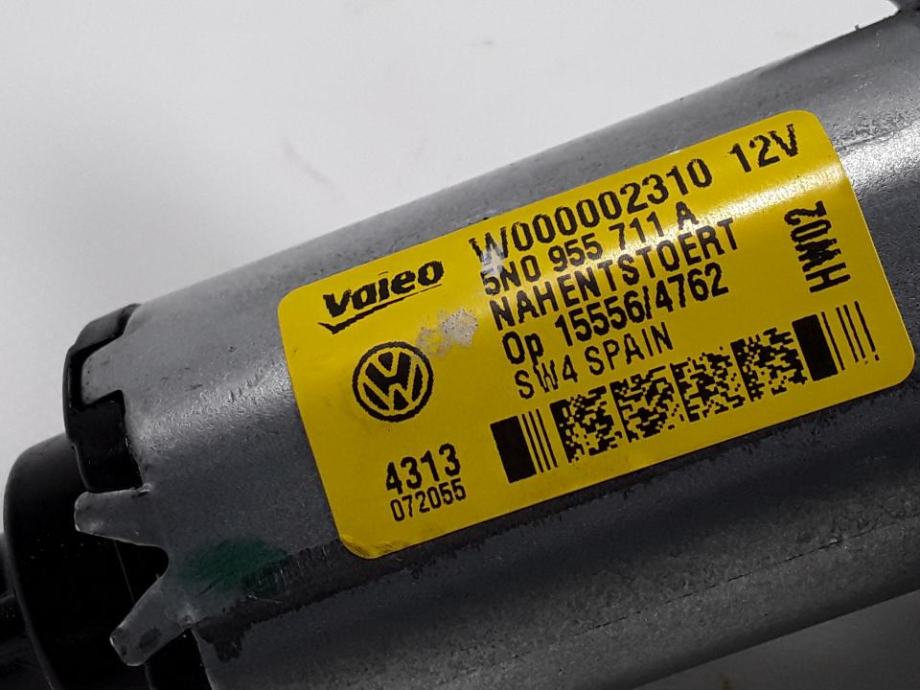 Valeo
W000002310 12V
5N0 955 711 A
NAHENTSTOERT
Op 15556/4762
SW4 SPAIN
HW02
4313
072055